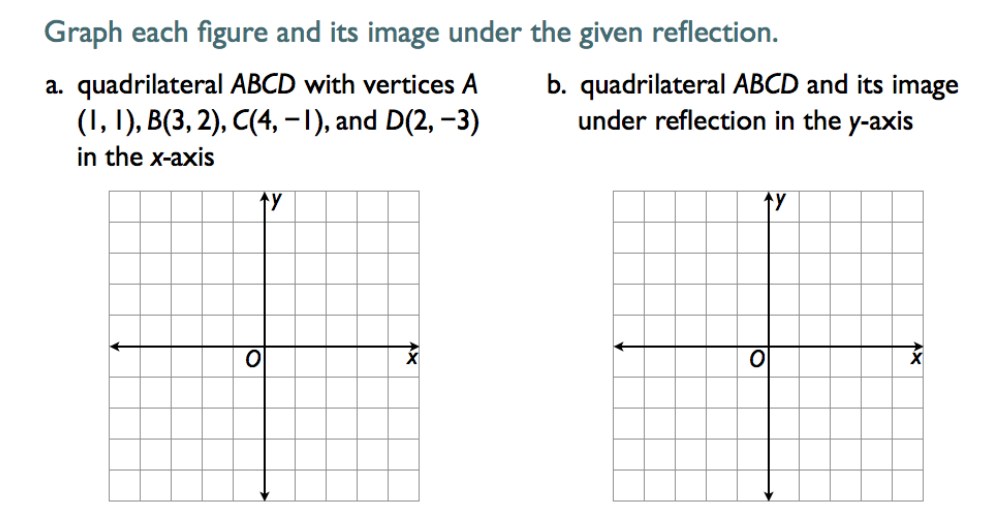 Graph each figure and its image under the given reflection.
a. quadrilateral ABCD with vertices A
(1, 1), B(3, 2), C(4, −1), and D(2, −3)
in the x-axis
b. quadrilateral ABCD and its image
under reflection in the y-axis
y
O
x
y
O
x